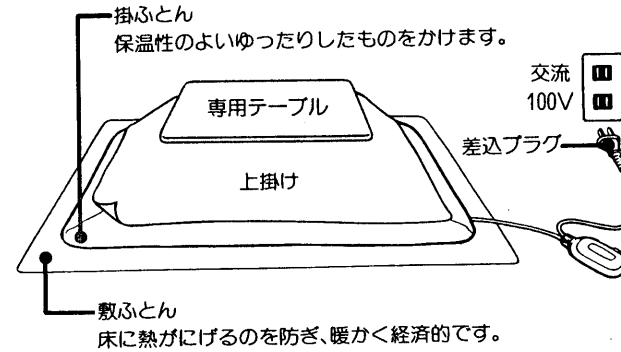 掛ふとん
保温性のよいゆったりしたものをかけます。
専用テーブル
交流
100V
差込プラグ
上掛け
敷ふとん
床に熱がにげるのを防ぎ、暖かく経済的です。